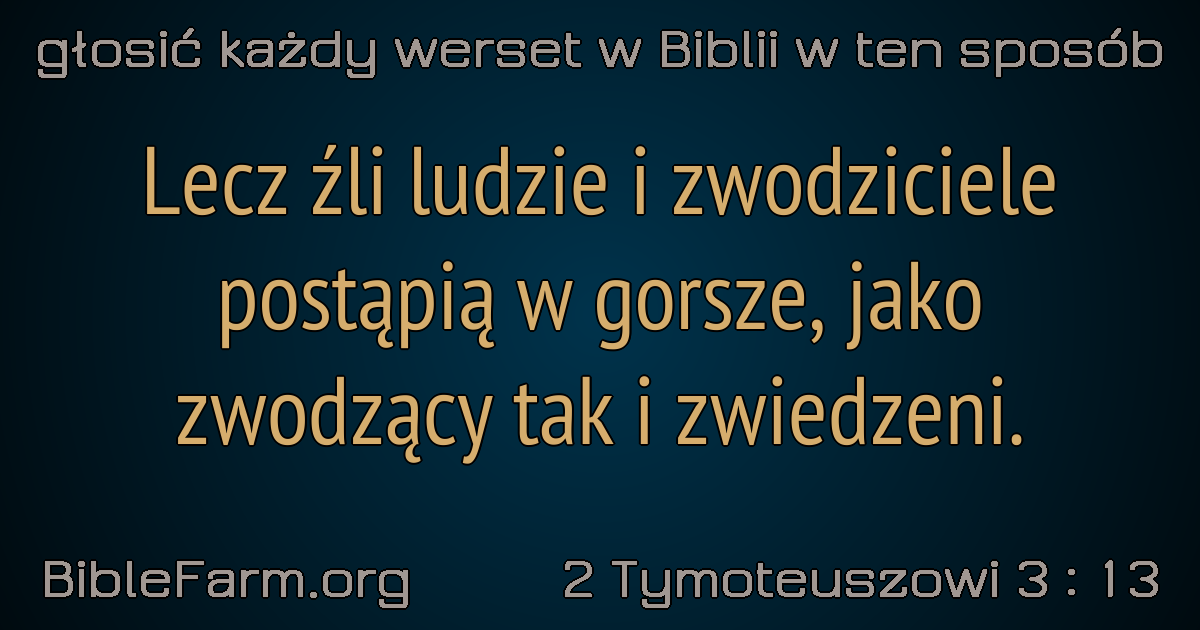 głosić każdy werset w Biblii w ten sposób
Lecz źli ludzie i zwodziciele
postąpią w gorsze, jako
zwodzący tak i zwiedzeni.
BibleFarm.org
2 Tymoteuszowi 3 : 13